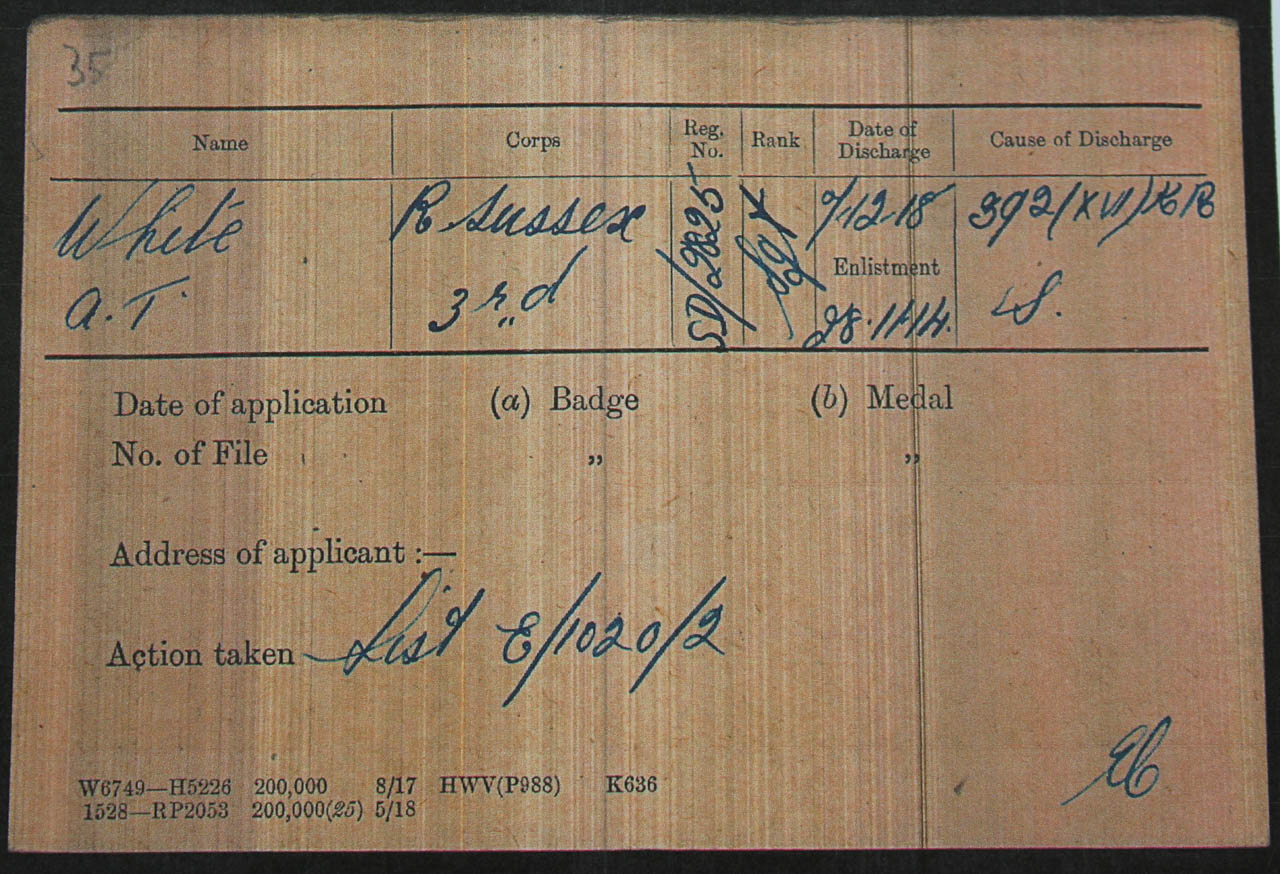 35
Name Corps Reg. No. Rank Date of Discharge Cause of Discharge
White R Sussex SD/2825 Sgt 7.12.18 392(XVI)KR
Enlistment
A.T. 3rd 28.11.14. S.
Date of application (a) Badge (b) Medal
No. of File „ „
Address of applicant :—
Action taken List E/1020/2
W6749—H5226 200,000 8/17 HWV(P988) K636
1528—RP2053 200,000(25) 5/18